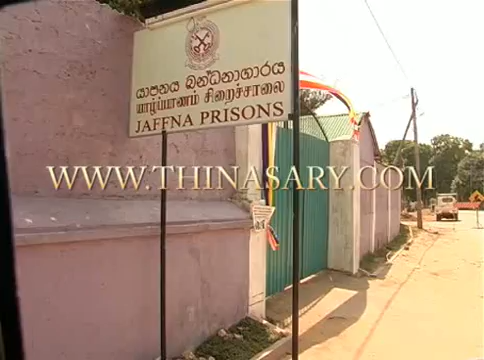 යාපනය බන්ධනාගාරය
யாழ்ப்பாணம் சிறைச்சாலை
JAFFNA PRISONS
WWW.THINASARY.COM